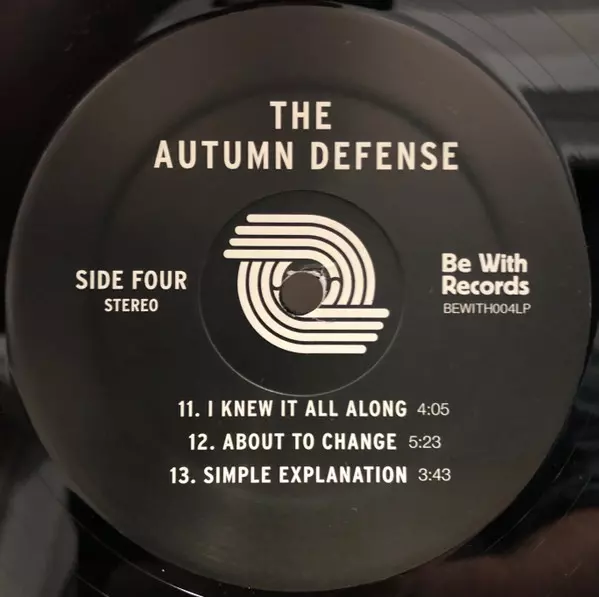 THE
AUTUMN DEFENSE
SIDE FOUR
STEREO
Be With
Records
BEWITH004LP
11. I KNEW IT ALL ALONG 4:05
12. ABOUT TO CHANGE 5:23
13. SIMPLE EXPLANATION 3:43